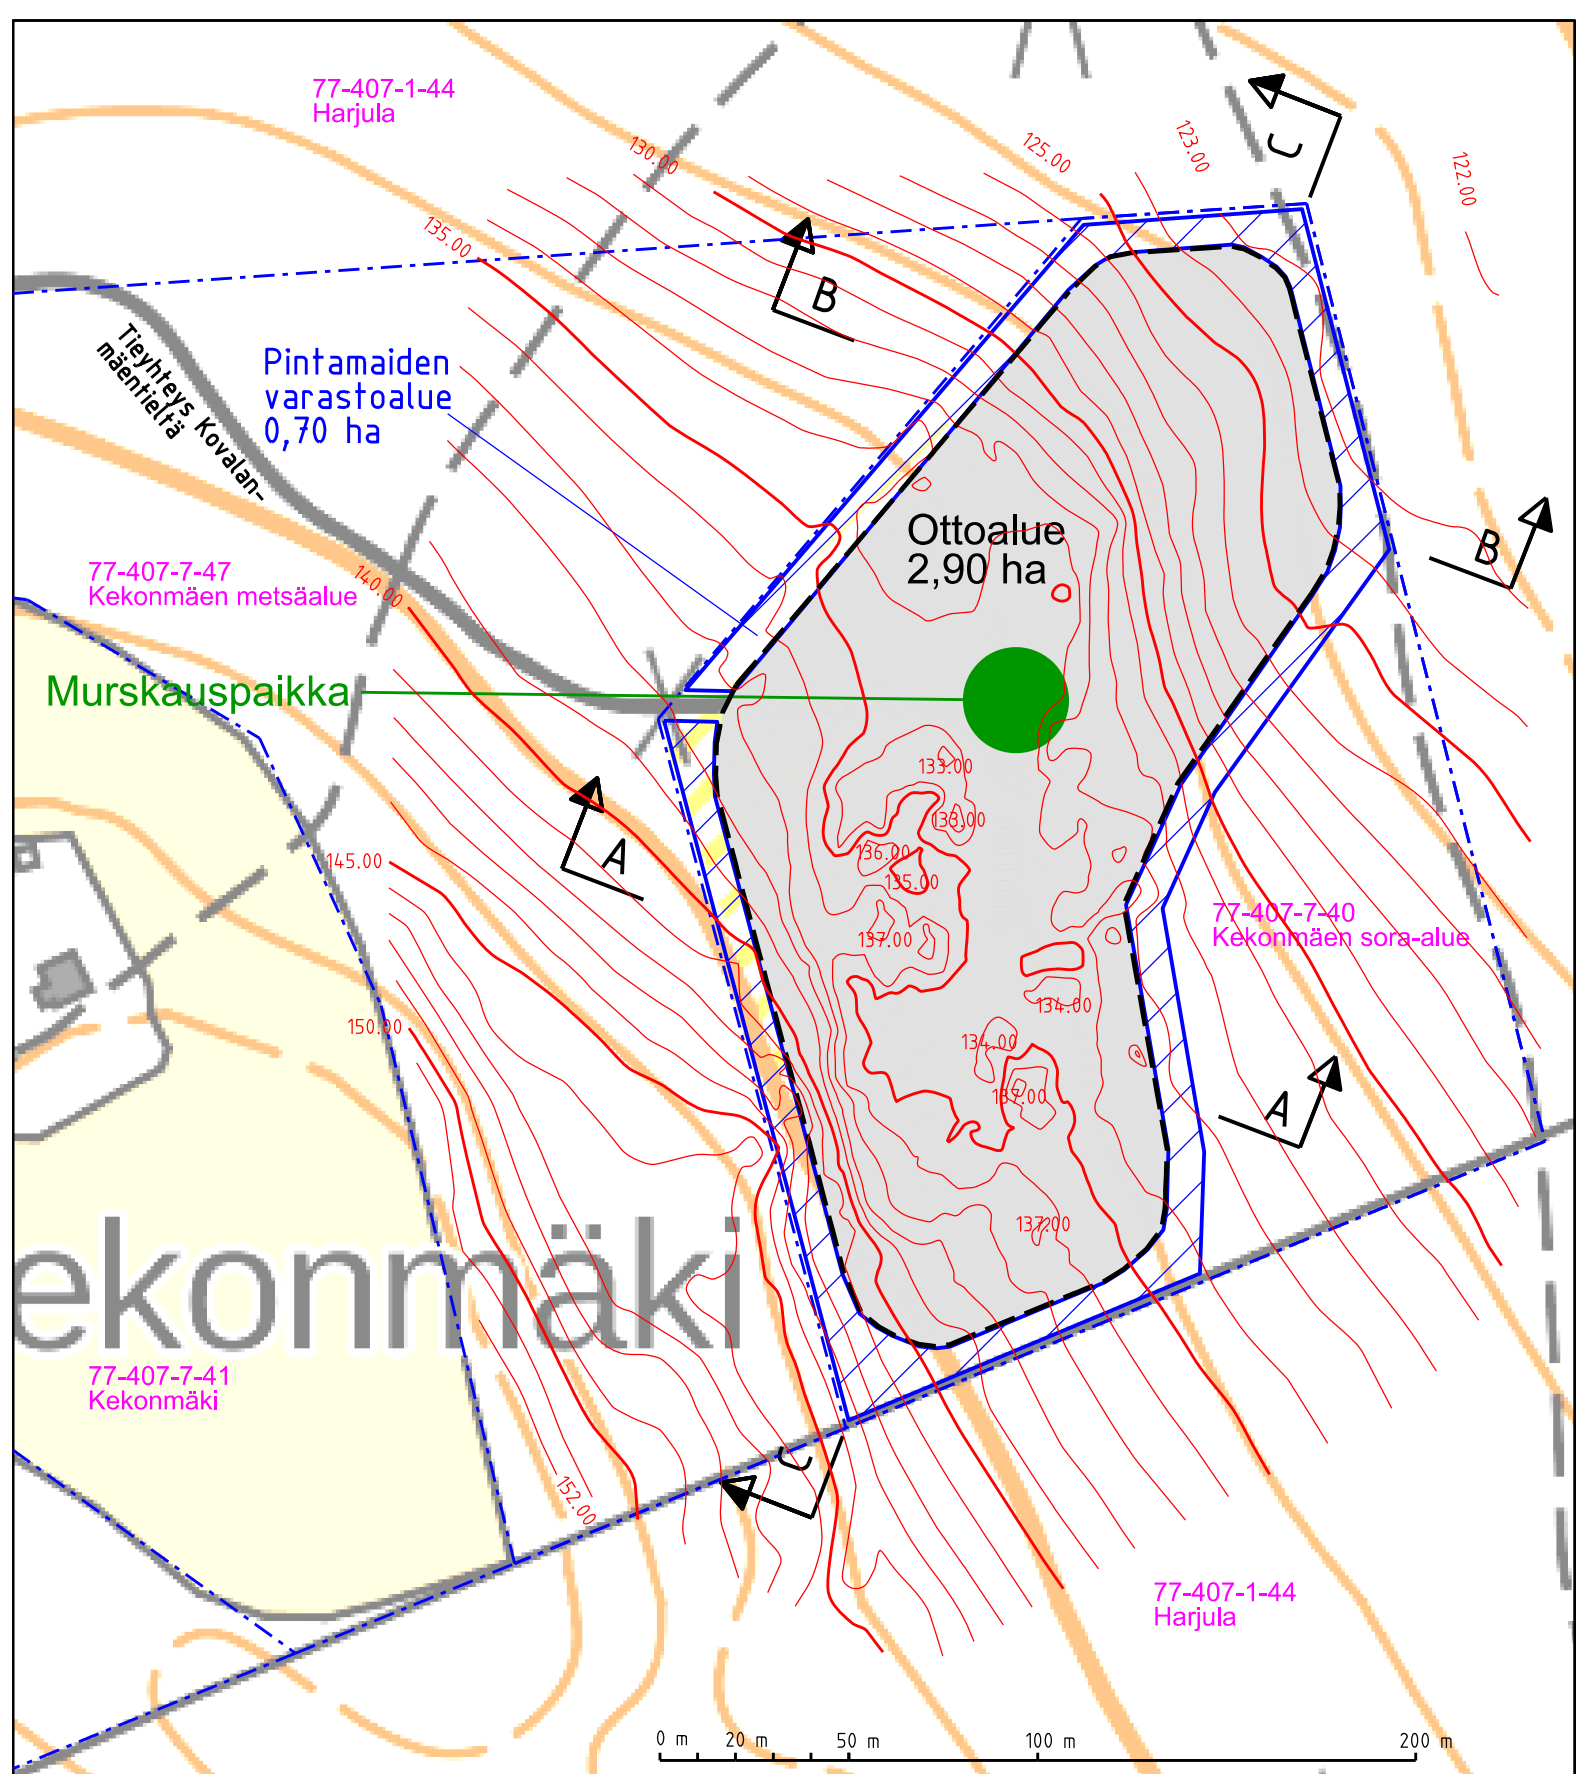 77-407-1-44
Harjula
130.00
125.00
123.00
122.00
C
135.00
B
Tieyhteys Kovalan-
mäentieltä
Pintamaiden
varastoalue
0,70 ha
Ottoalue
2,90 ha
B
77-407-7-47
Kekonmäen metsäalue
140.00
Murskauspaikka
133.00
133.00
A
145.00
136.00
135.00
77-407-7-40
Kekonmäen sora-alue
137.00
134.00
150.00
134.00
137.00
A
137.00
ekonmäki
77-407-7-41
Kekonmäki
C
152.00
77-407-1-44
Harjula
0 m 20 m 50 m 100 m 200 m